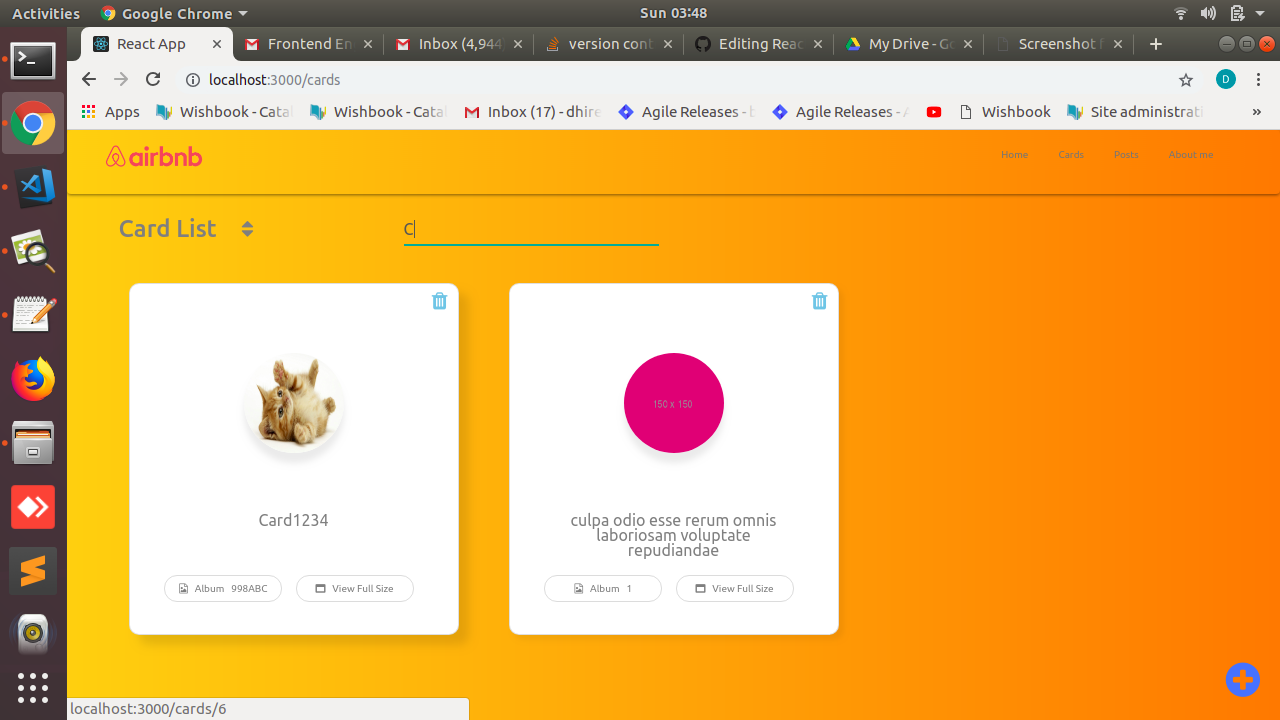 Activities Google Chrome Sun 03:48
React App Frontend En Inbox (4,944 version cont Editing Reac My Drive - Go Screenshot f
localhost:3000/cards D
Apps Wishbook - Catal Wishbook - Catal Inbox (17) - dhire Agile Releases - b Agile Releases - A Wishbook Site administrati »
airbnb Home Cards Posts About me
Card List C
150 x 150
Card1234
culpa odio esse rerum omnis
laboriosam voluptate
repudiandae
Album 998ABC View Full Size Album 1 View Full Size
localhost:3000/cards/6